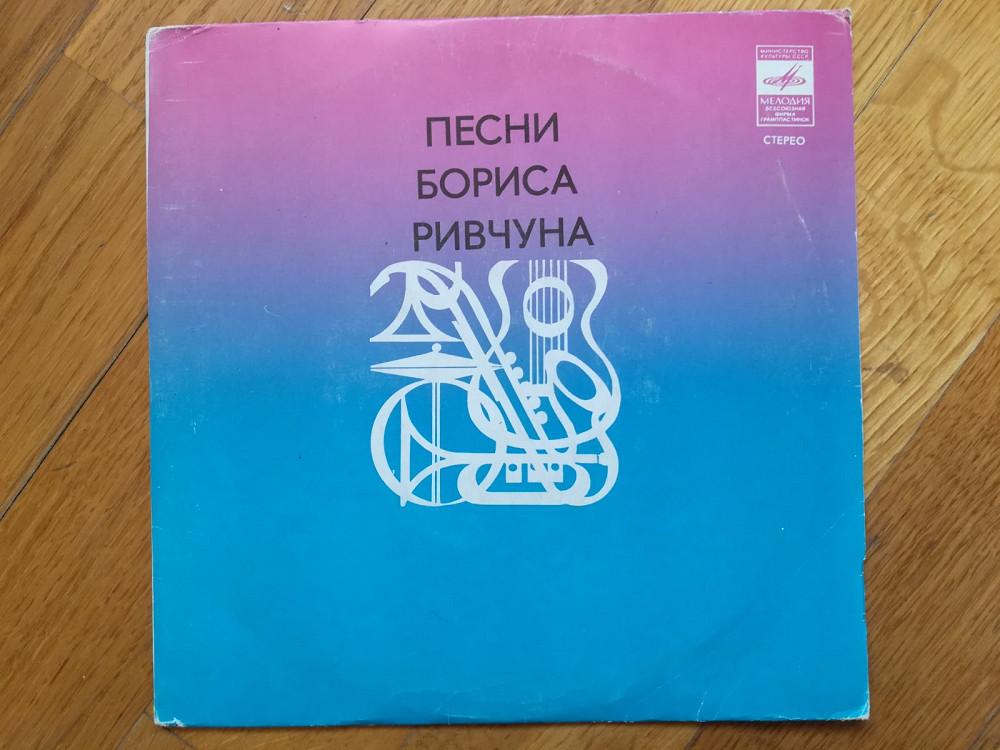 МИНИСТЕРСТВО
КУЛЬТУРЫ СССР
МЕЛОДИЯ
ВСЕСОЮЗНАЯ
ФИРМА
ГРАМПЛАСТИНОК
СТЕРЕО
ПЕСНИ
БОРИСА
РИВЧУНА